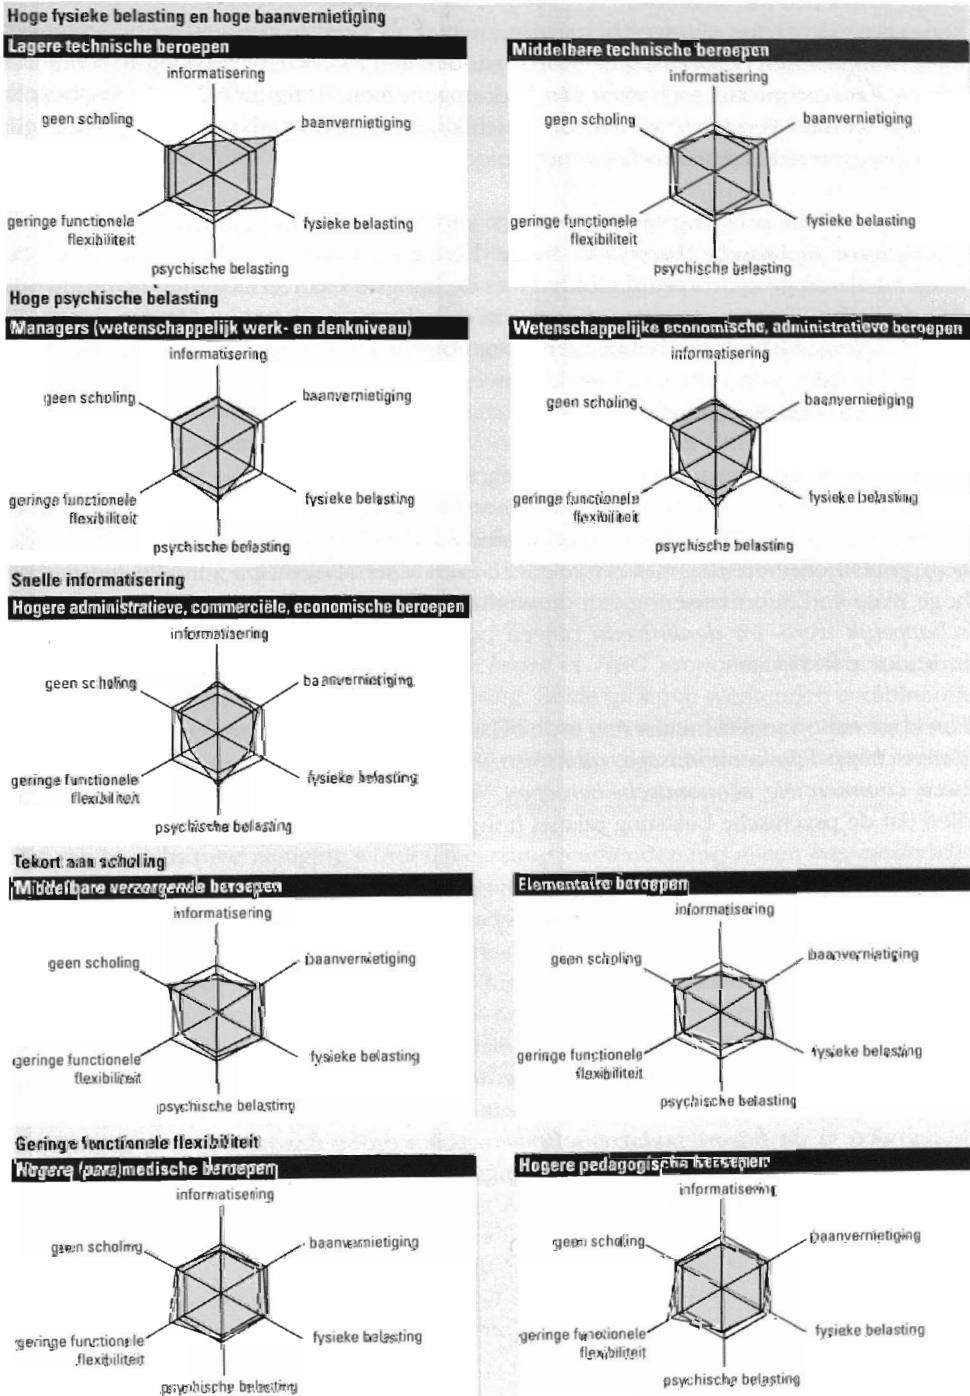 Hoge fysieke belasting en hoge baanvernietiging
Lagere technische beroepen
informatisering
geen scholing
baanvernietiging
geringe functionele
flexibiliteit
fysieke belasting
psychische belasting
Middelbare technische beroepen
informatisering
geen scholing
baanvernietiging
geringe functionele
flexibiliteit
fysieke belasting
psychische belasting
Hoge psychische belasting
Managers (wetenschappelijk werk- en denkniveau)
informatisering
geen scholing
baanvernietiging
geringe functionele
flexibiliteit
fysieke belasting
psychische belasting
Wetenschappelijke economische, administratieve beroepen
informatisering
geen scholing
baanvernietiging
geringe functionele
flexibiliteit
fysieke belasting
psychische belasting
Snelle informatisering
Hogere administratieve, commerciële, economische beroepen
informatisering
geen scholing
baanvernietiging
geringe functionele
flexibiliteit
fysieke belasting
psychische belasting
Tekort aan scholing
Middelbare verzorgende beroepen
informatisering
geen scholing
baanvernietiging
geringe functionele
flexibiliteit
fysieke belasting
psychische belasting
Elementaire beroepen
informatisering
geen scholing
baanvernietiging
geringe functionele
flexibiliteit
fysieke belasting
psychische belasting
Geringe functionele flexibiliteit
Hogere (para)medische beroepen
informatisering
geen scholing
baanvernietiging
geringe functionele
flexibiliteit
fysieke belasting
psychische belasting
Hogere pedagogische beroepen
informatisering
geen scholing
baanvernietiging
geringe functionele
flexibiliteit
fysieke belasting
psychische belasting